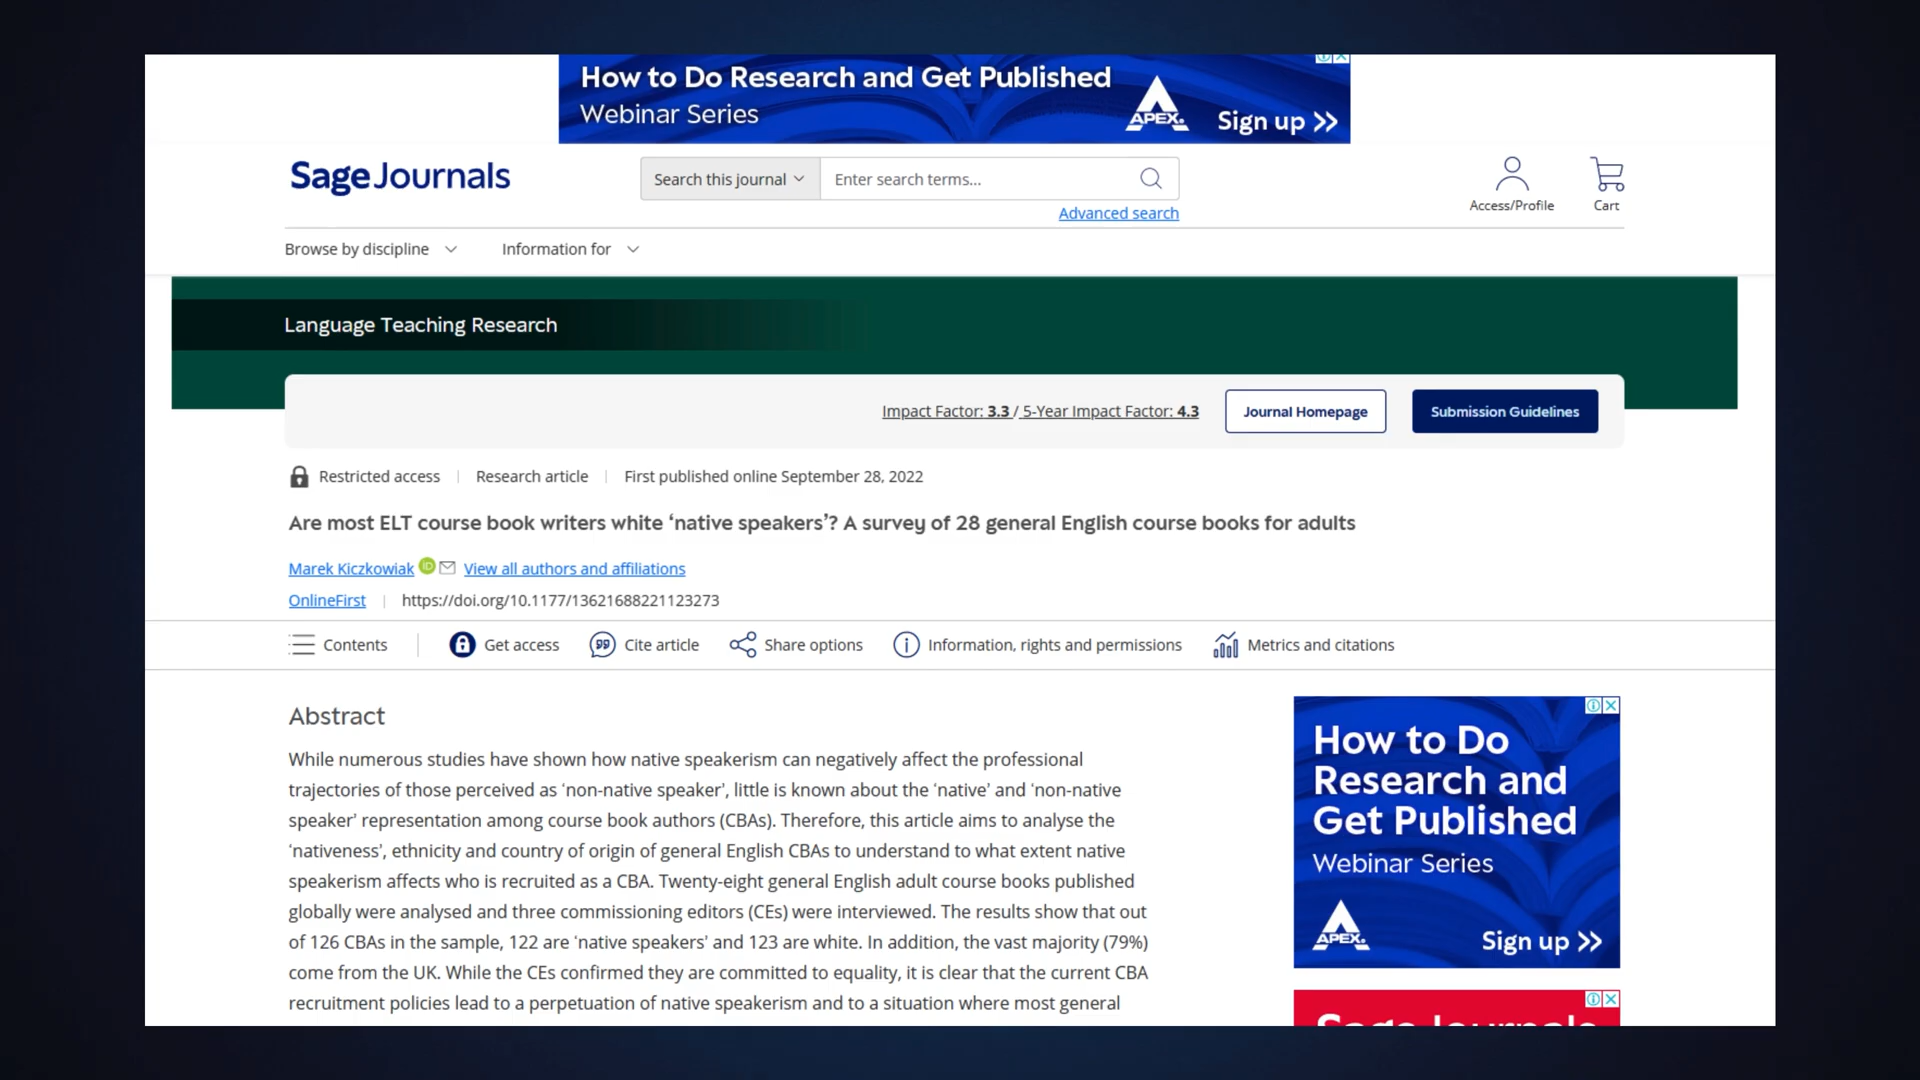 How to Do Research and Get Published
Webinar Series
APEX.
Sign up >>
Sage Journals
Search this journal
Enter search terms...
Advanced search
Access/Profile
Cart
Browse by discipline
Information for
Language Teaching Research
Impact Factor: 3.3 / 5-Year Impact Factor: 4.3
Journal Homepage
Submission Guidelines
Restricted access
Research article
First published online September 28, 2022
Are most ELT course book writers white ‘native speakers’? A survey of 28 general English course books for adults
Marek Kiczkowiak iD View all authors and affiliations
OnlineFirst
https://doi.org/10.1177/13621688221123273
Contents
Get access
Cite article
Share options
Information, rights and permissions
Metrics and citations
Abstract
While numerous studies have shown how native speakerism can negatively affect the professional
trajectories of those perceived as ‘non-native speaker’, little is known about the ‘native’ and ‘non-native
speaker’ representation among course book authors (CBAs). Therefore, this article aims to analyse the
‘nativeness’, ethnicity and country of origin of general English CBAs to understand to what extent native
speakerism affects who is recruited as a CBA. Twenty-eight general English adult course books published
globally were analysed and three commissioning editors (CEs) were interviewed. The results show that out
of 126 CBAs in the sample, 122 are ‘native speakers’ and 123 are white. In addition, the vast majority (79%)
come from the UK. While the CEs confirmed they are committed to equality, it is clear that the current CBA
recruitment policies lead to a perpetuation of native speakerism and to a situation where most general
How to Do
Research and
Get Published
Webinar Series
APEX.
Sign up >>
Sage Journals